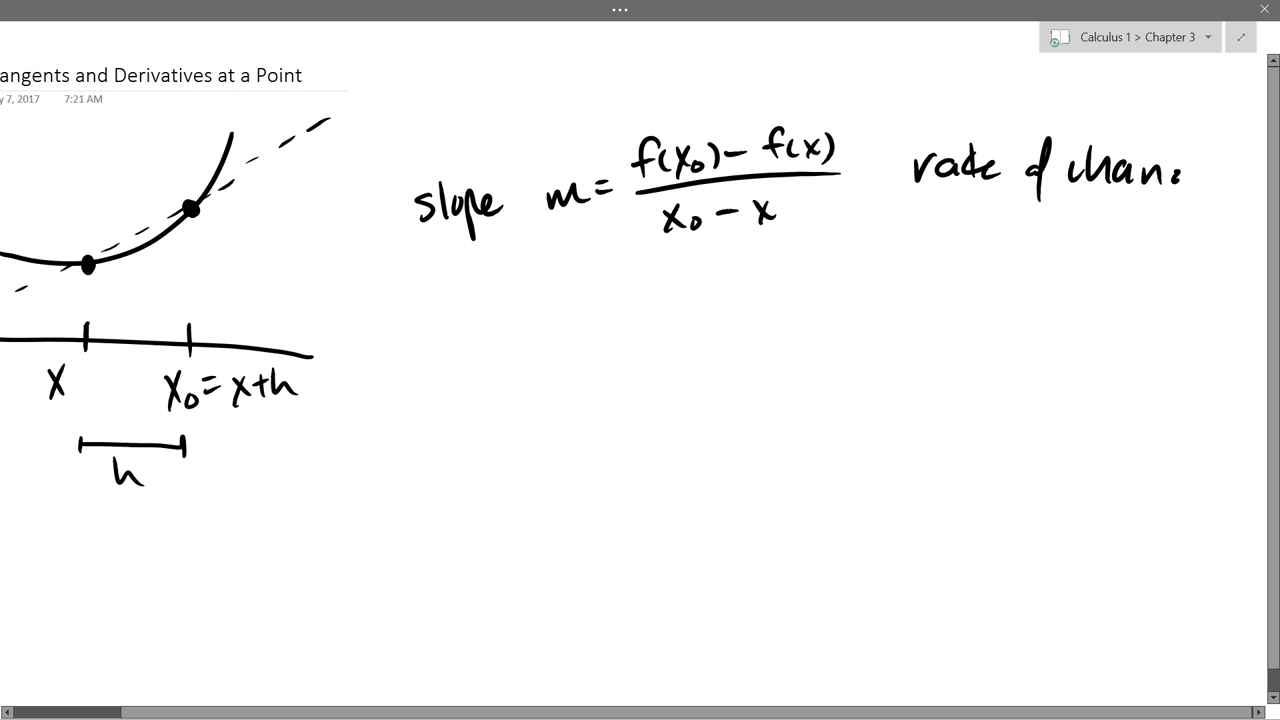 Calculus 1 > Chapter 3
angents and Derivatives at a Point
y 7, 2017 7:21 AM
slope m = f(x₀) - f(x) / x₀ - x rate of chan
x x₀ = x+h
h